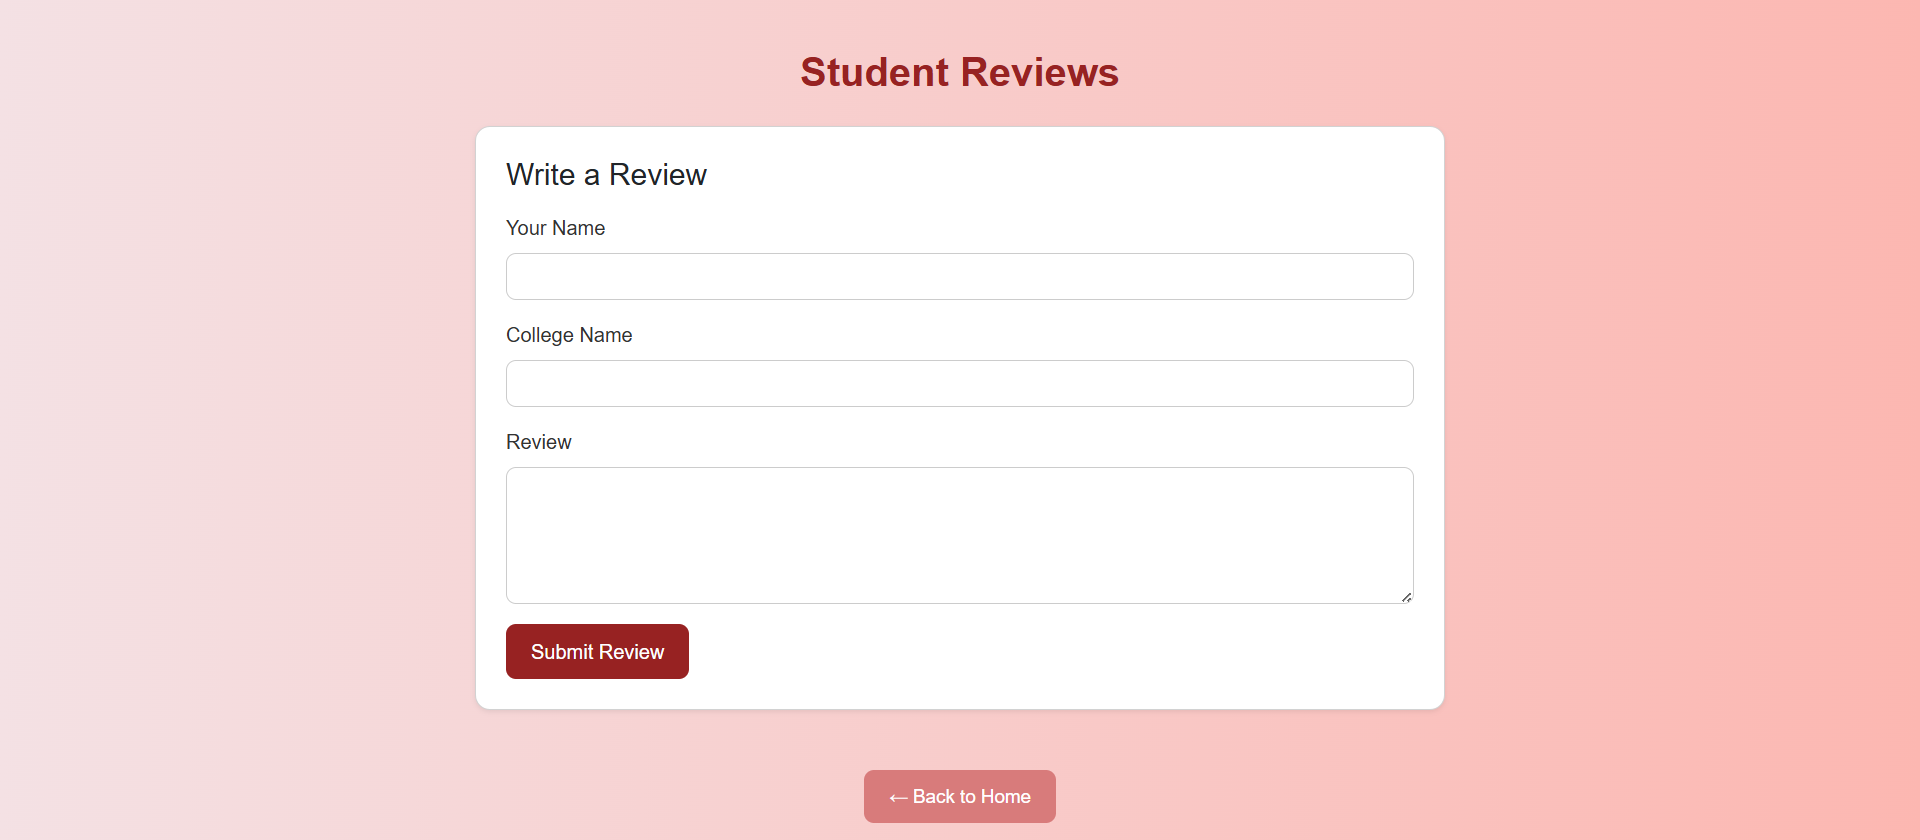 Student Reviews
Write a Review
Your Name
College Name
Review
Submit Review
← Back to Home